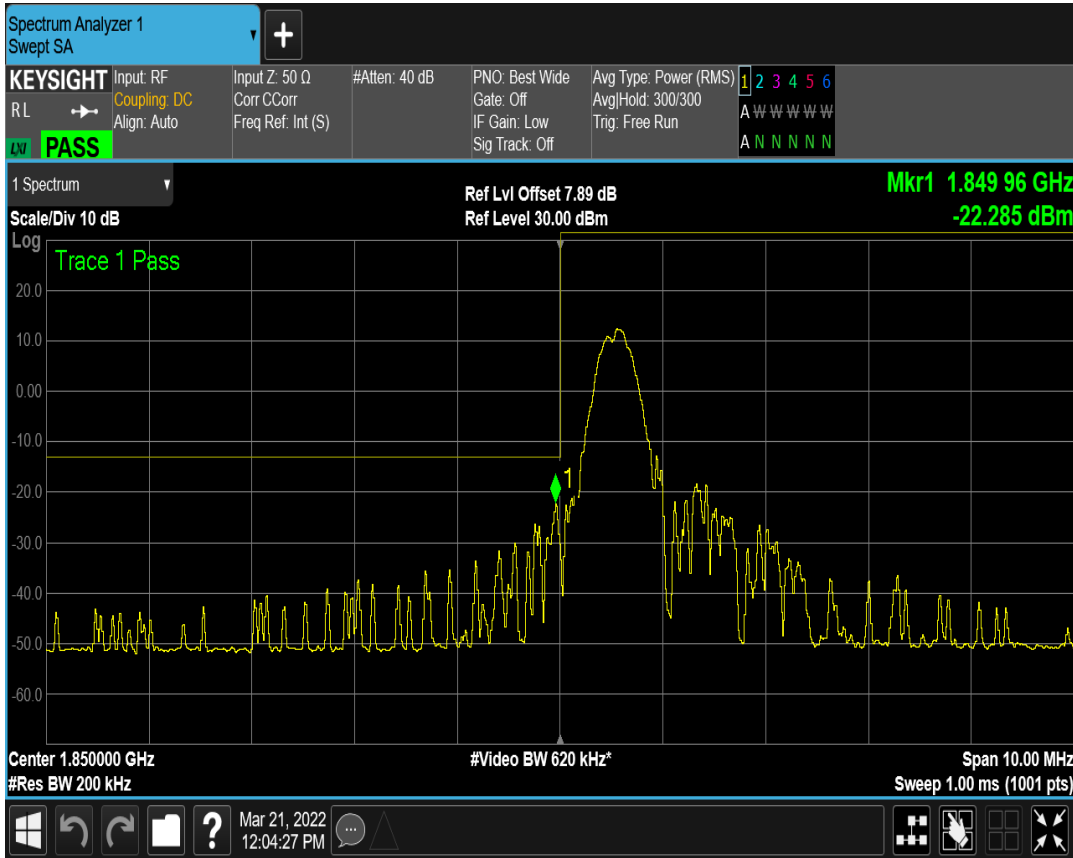 Spectrum Analyzer 1
Swept SA
KEYSIGHT
R L
LXI PASS
Input: RF
Coupling: DC
Align: Auto
Input Z: 50 Ω
Corr CCorr
Freq Ref: Int (S)
#Atten: 40 dB
PNO: Best Wide
Gate: Off
IF Gain: Low
Sig Track: Off
Avg Type: Power (RMS)
Avg|Hold: 300/300
Trig: Free Run
1 2 3 4 5 6
A W W W W W
A N N N N N
1 Spectrum
Scale/Div 10 dB
Ref Lvl Offset 7.89 dB
Ref Level 30.00 dBm
Mkr1 1.849 96 GHz
-22.285 dBm
Log
Trace 1 Pass
20.0
10.0
0.00
-10.0
-20.0
-30.0
-40.0
-50.0
-60.0
1
Center 1.850000 GHz
#Res BW 200 kHz
#Video BW 620 kHz*
Span 10.00 MHz
Sweep 1.00 ms (1001 pts)
?
Mar 21, 2022
12:04:27 PM